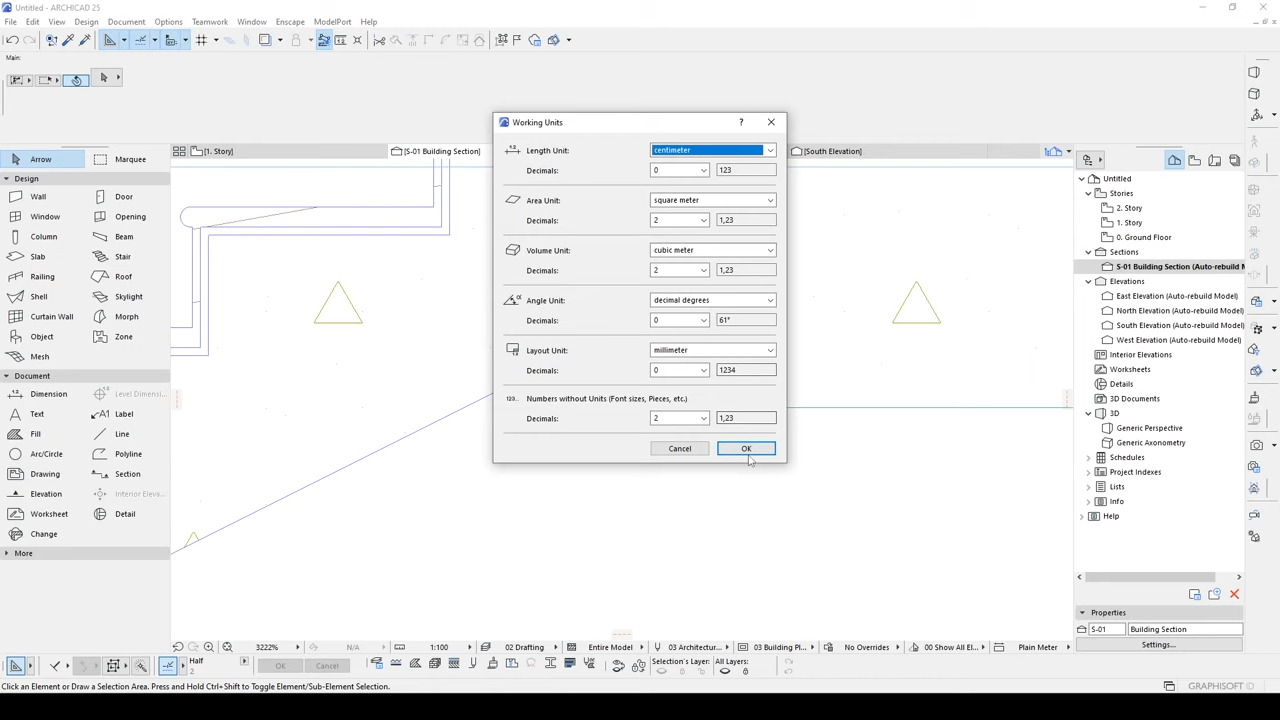 Untitled - ARCHICAD 25
File Edit View Design Document Options Teamwork Window Enscape ModelPort Help
Main:
Arrow Marquee
Design
Wall Door
Window Opening
Column Beam
Slab Stair
Railing Roof
Shell Skylight
Curtain Wall Morph
Object Zone
Mesh
Document
Dimension Level Dimensi...
Text Label
Fill Line
Arc/Circle Polyline
Drawing Section
Elevation Interior Eleva...
Worksheet Detail
Change
More
[1. Story] [S-01 Building Section] [South Elevation]
Working Units
? 
Length Unit: centimeter
Decimals: 0 123
Area Unit: square meter
Decimals: 2 1,23
Volume Unit: cubic meter
Decimals: 2 1,23
Angle Unit: decimal degrees
Decimals: 0 61°
Layout Unit: millimeter
Decimals: 0 1234
Numbers without Units (Font sizes, Pieces, etc.)
Decimals: 2 1,23
Cancel OK
Untitled
Stories
2. Story
1. Story
0. Ground Floor
Sections
S-01 Building Section (Auto-rebuild M
Elevations
East Elevation (Auto-rebuild Model)
North Elevation (Auto-rebuild Model)
South Elevation (Auto-rebuild Model)
West Elevation (Auto-rebuild Model)
Interior Elevations
Worksheets
Details
3D Documents
3D
Generic Perspective
Generic Axonometry
Schedules
Project Indexes
Lists
Info
Help
Properties
S-01 Building Section
Settings...
3222% N/A 1:100 02 Drafting Entire Model 03 Architec... 03 Building Pl... No Overrides 00 Show All El... Plain Meter
Half
2
OK Cancel
Selection's Layer: All Layers:
Click an Element or Draw a Selection Area. Press and Hold Ctrl+Shift to Toggle Element/Sub-Element Selection.
GRAPHISOFT ID